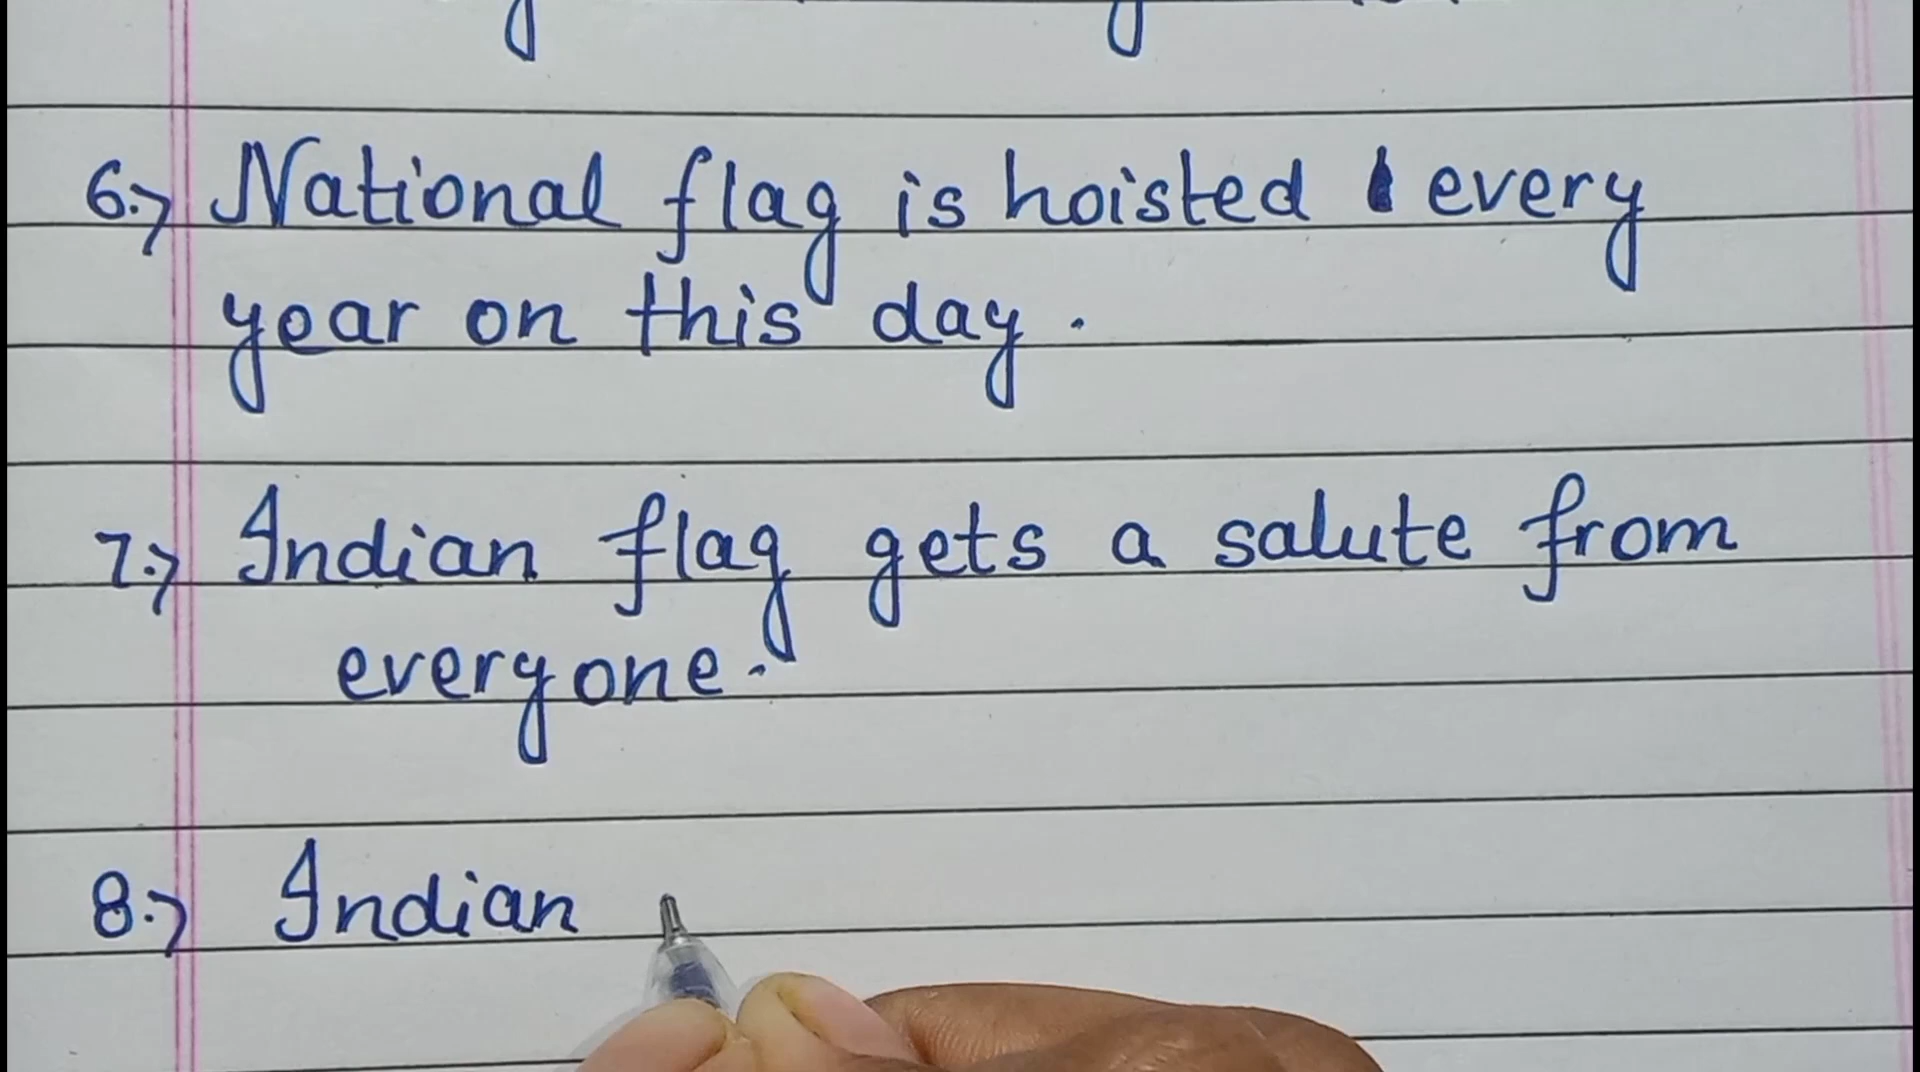 6.) National flag is hoisted every
year on this day.
7.) Indian flag gets a salute from
everyone.
8.) Indian